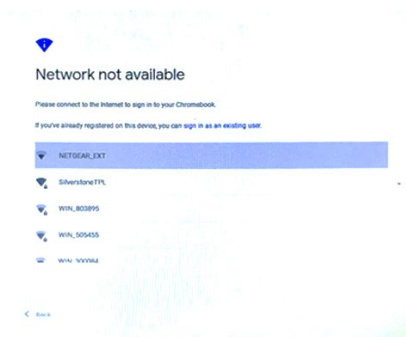 Network not available
Please connect to the Internet to sign in to your Chromebook.
If you've already registered on this device, you can sign in as an existing user.
NETGEAR_EXT
SilverstoneTPL
WIN_803895
WIN_505455
Back